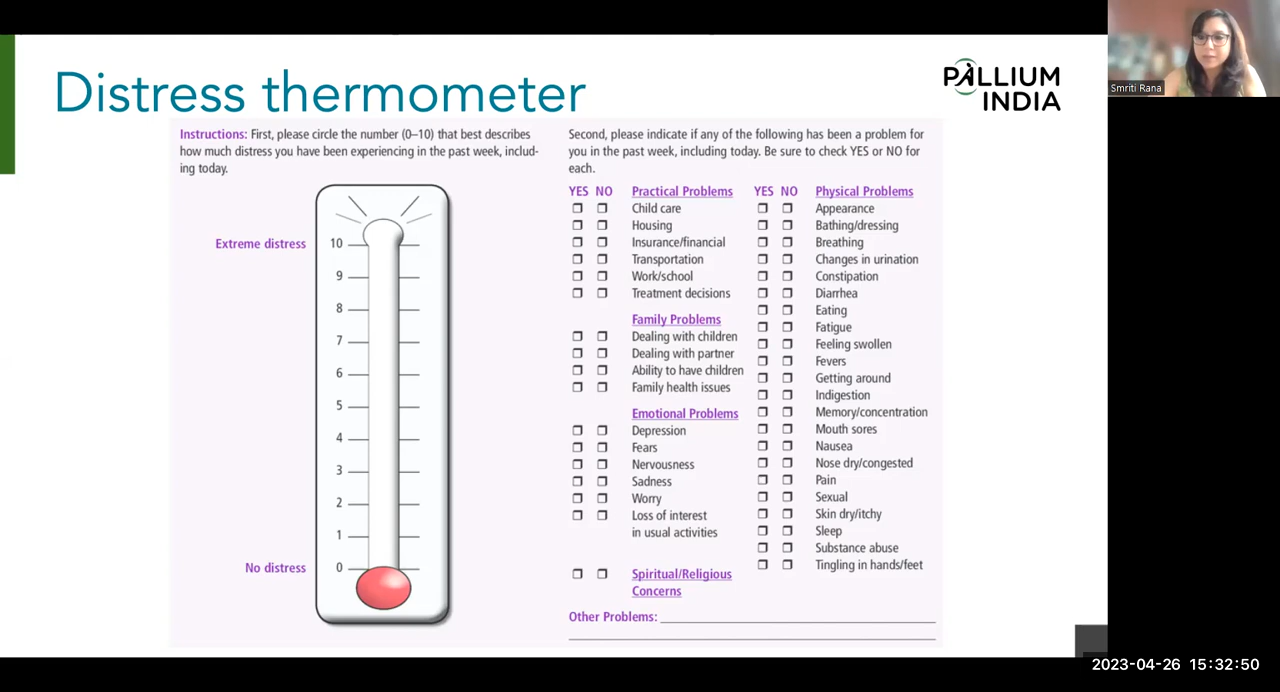 Distress thermometer
PALLIUM
INDIA
Smriti Rana
Instructions: First, please circle the number (0–10) that best describes
how much distress you have been experiencing in the past week, includ-
ing today.
Extreme distress
10
9
8
7
6
5
4
3
2
1
No distress
0
Second, please indicate if any of the following has been a problem for
you in the past week, including today. Be sure to check YES or NO for
each.
YES NO Practical Problems
Child care
Housing
Insurance/financial
Transportation
Work/school
Treatment decisions
Family Problems
Dealing with children
Dealing with partner
Ability to have children
Family health issues
Emotional Problems
Depression
Fears
Nervousness
Sadness
Worry
Loss of interest
in usual activities
Spiritual/Religious
Concerns
YES NO Physical Problems
Appearance
Bathing/dressing
Breathing
Changes in urination
Constipation
Diarrhea
Eating
Fatigue
Feeling swollen
Fevers
Getting around
Indigestion
Memory/concentration
Mouth sores
Nausea
Nose dry/congested
Pain
Sexual
Skin dry/itchy
Sleep
Substance abuse
Tingling in hands/feet
Other Problems:
2023-04-26 15:32:50